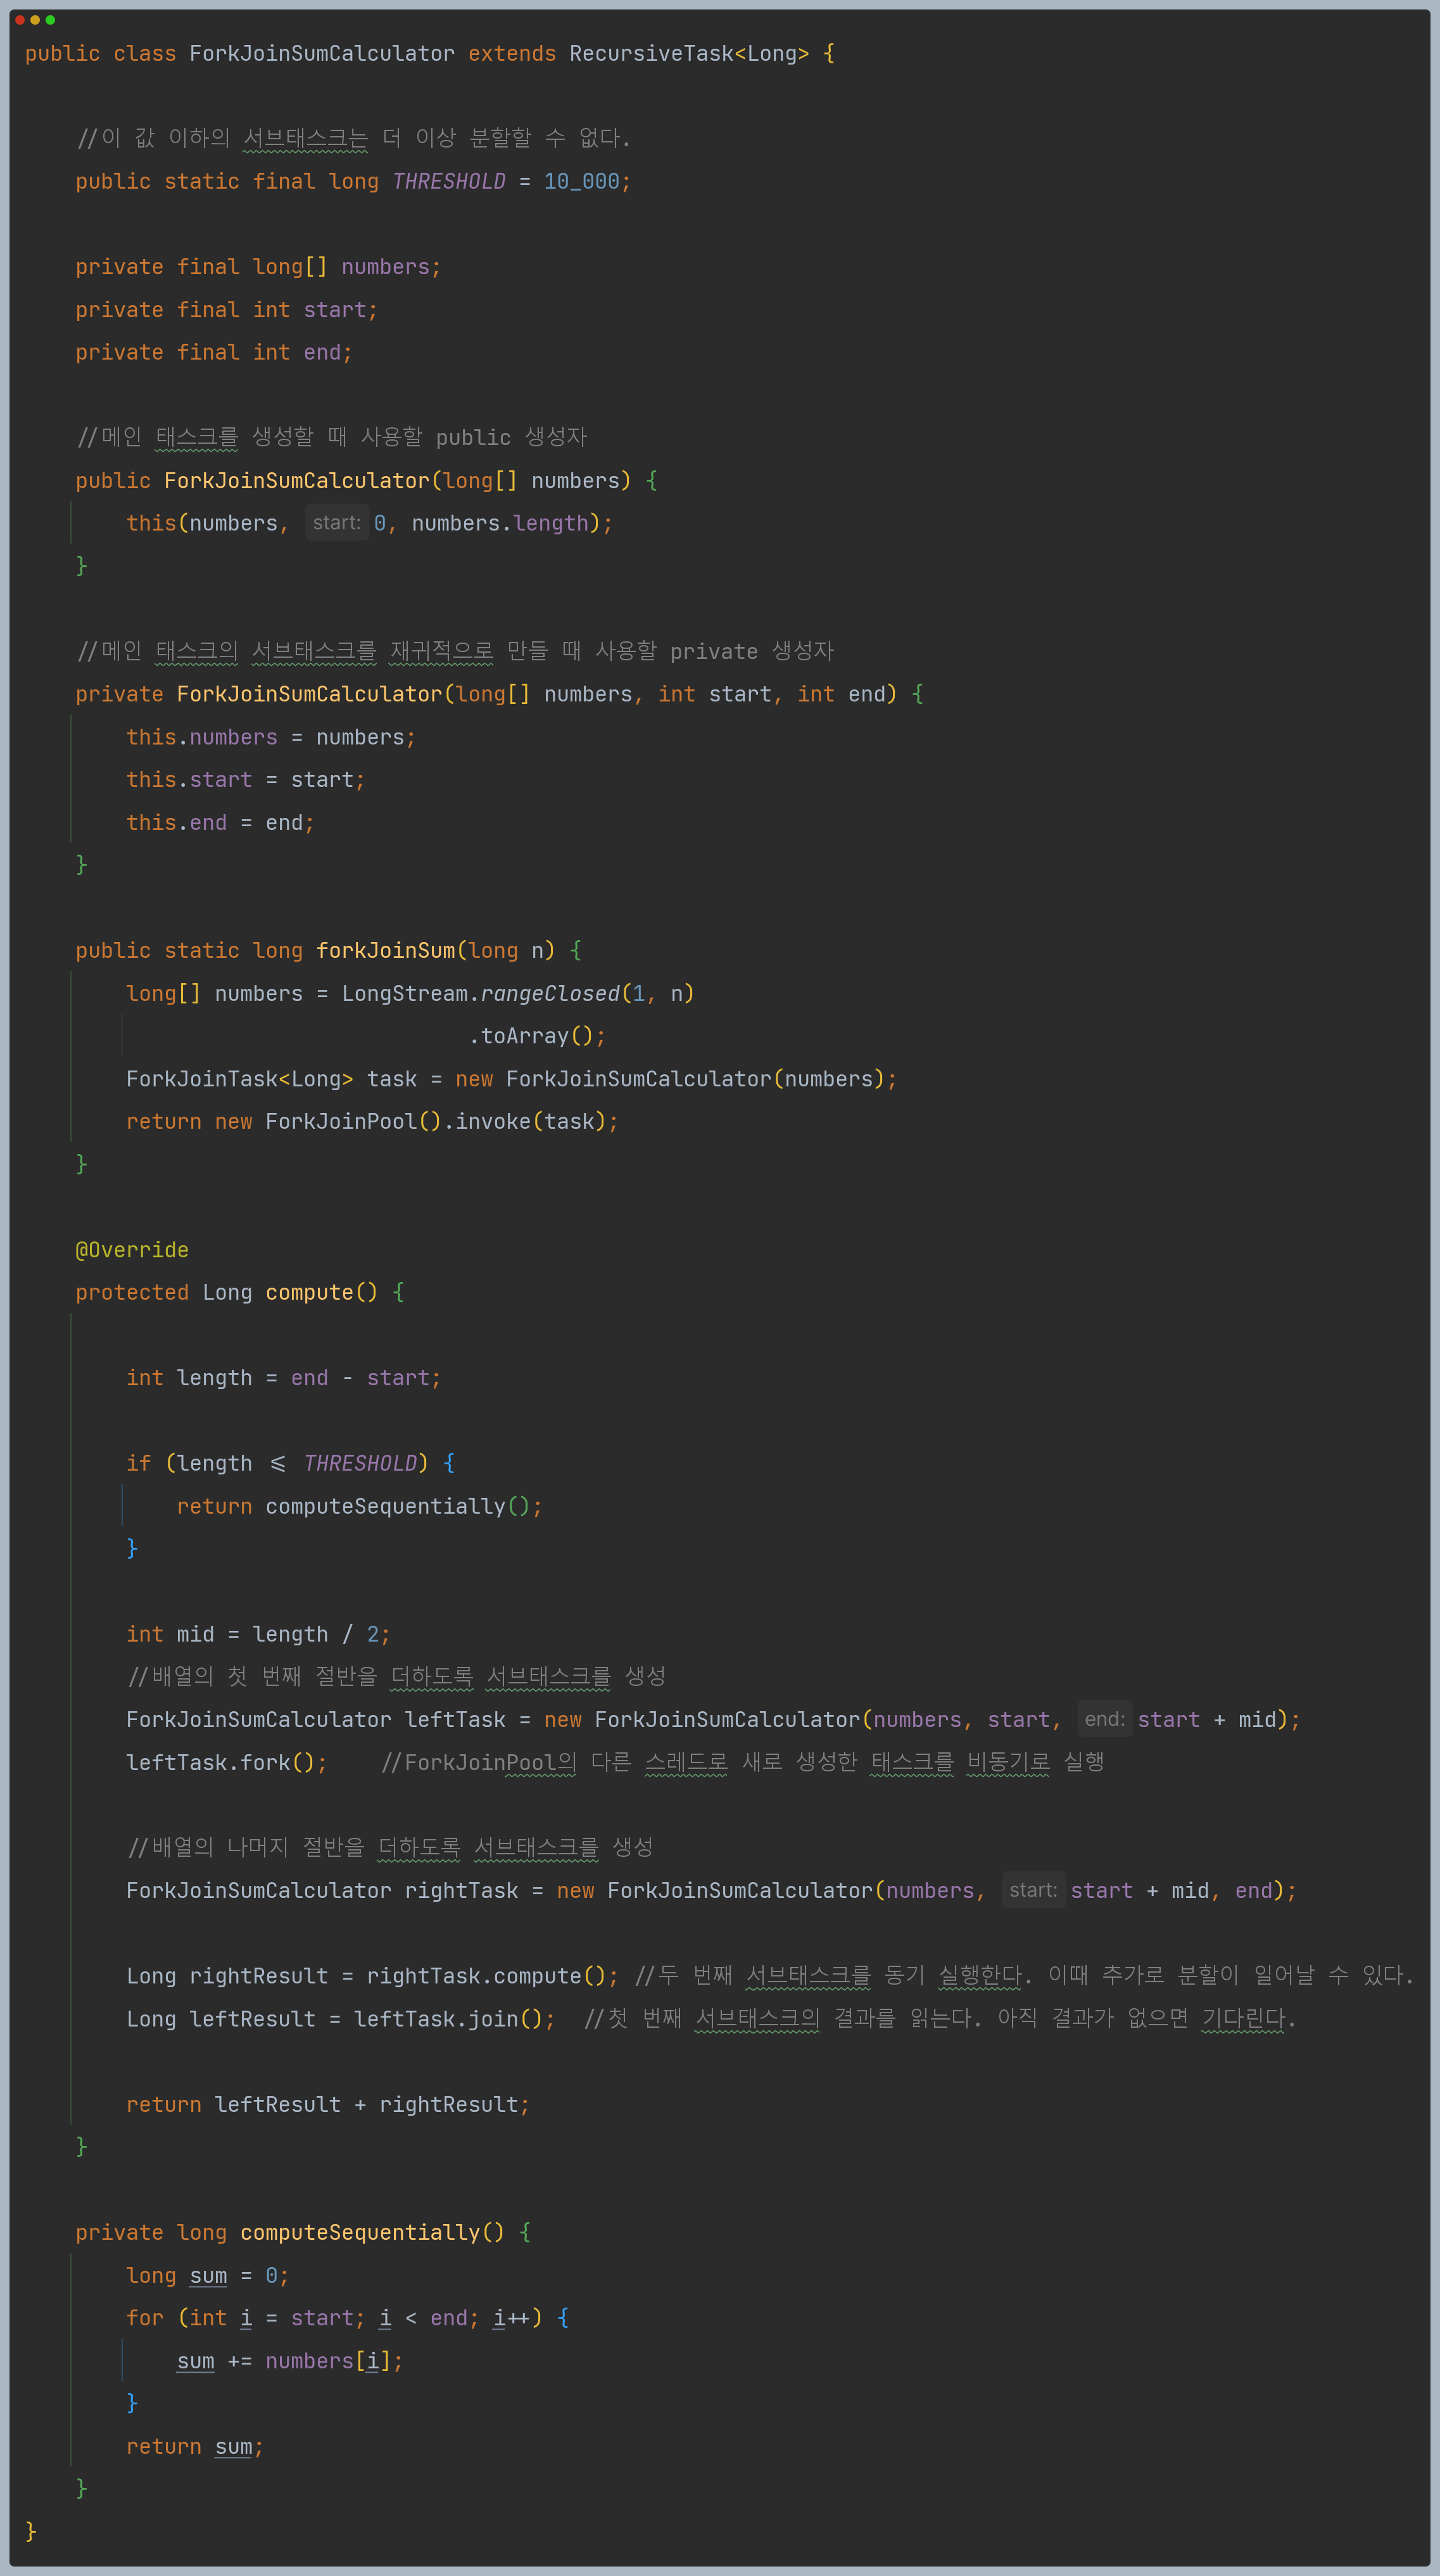 public class ForkJoinSumCalculator extends RecursiveTask<Long> {
//이 값 이하의 서브태스크는 더 이상 분할할 수 없다.
public static final long THRESHOLD = 10_000;
private final long[] numbers;
private final int start;
private final int end;
//메인 태스크를 생성할 때 사용할 public 생성자
public ForkJoinSumCalculator(long[] numbers) {
this(numbers, start: 0, numbers.length);
}
//메인 태스크의 서브태스크를 재귀적으로 만들 때 사용할 private 생성자
private ForkJoinSumCalculator(long[] numbers, int start, int end) {
this.numbers = numbers;
this.start = start;
this.end = end;
}
public static long forkJoinSum(long n) {
long[] numbers = LongStream.rangeClosed(1, n)
.toArray();
ForkJoinTask<Long> task = new ForkJoinSumCalculator(numbers);
return new ForkJoinPool().invoke(task);
}
@Override
protected Long compute() {
int length = end - start;
if (length <= THRESHOLD) {
return computeSequentially();
}
int mid = length / 2;
//배열의 첫 번째 절반을 더하도록 서브태스크를 생성
ForkJoinSumCalculator leftTask = new ForkJoinSumCalculator(numbers, start, end: start + mid);
leftTask.fork(); //ForkJoinPool의 다른 스레드로 새로 생성한 태스크를 비동기로 실행
//배열의 나머지 절반을 더하도록 서브태스크를 생성
ForkJoinSumCalculator rightTask = new ForkJoinSumCalculator(numbers, start: start + mid, end);
Long rightResult = rightTask.compute(); //두 번째 서브태스크를 동기 실행한다. 이때 추가로 분할이 일어날 수 있다.
Long leftResult = leftTask.join(); //첫 번째 서브태스크의 결과를 읽는다. 아직 결과가 없으면 기다린다.
return leftResult + rightResult;
}
private long computeSequentially() {
long sum = 0;
for (int i = start; i < end; i++) {
sum += numbers[i];
}
return sum;
}
}